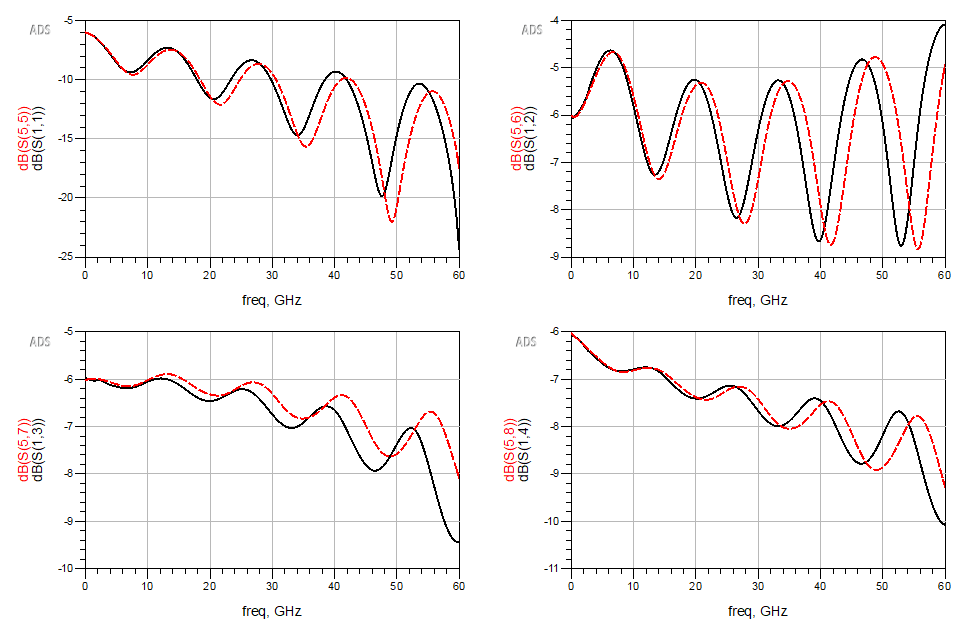 ADS
dB(S(5,5))
dB(S(1,1))
-5
-10
-15
-20
-25
0 10 20 30 40 50 60
freq, GHz
ADS
dB(S(5,6))
dB(S(1,2))
-4
-5
-6
-7
-8
-9
0 10 20 30 40 50 60
freq, GHz
ADS
dB(S(5,7))
dB(S(1,3))
-5
-6
-7
-8
-9
-10
0 10 20 30 40 50 60
freq, GHz
ADS
dB(S(5,8))
dB(S(1,4))
-6
-7
-8
-9
-10
-11
0 10 20 30 40 50 60
freq, GHz